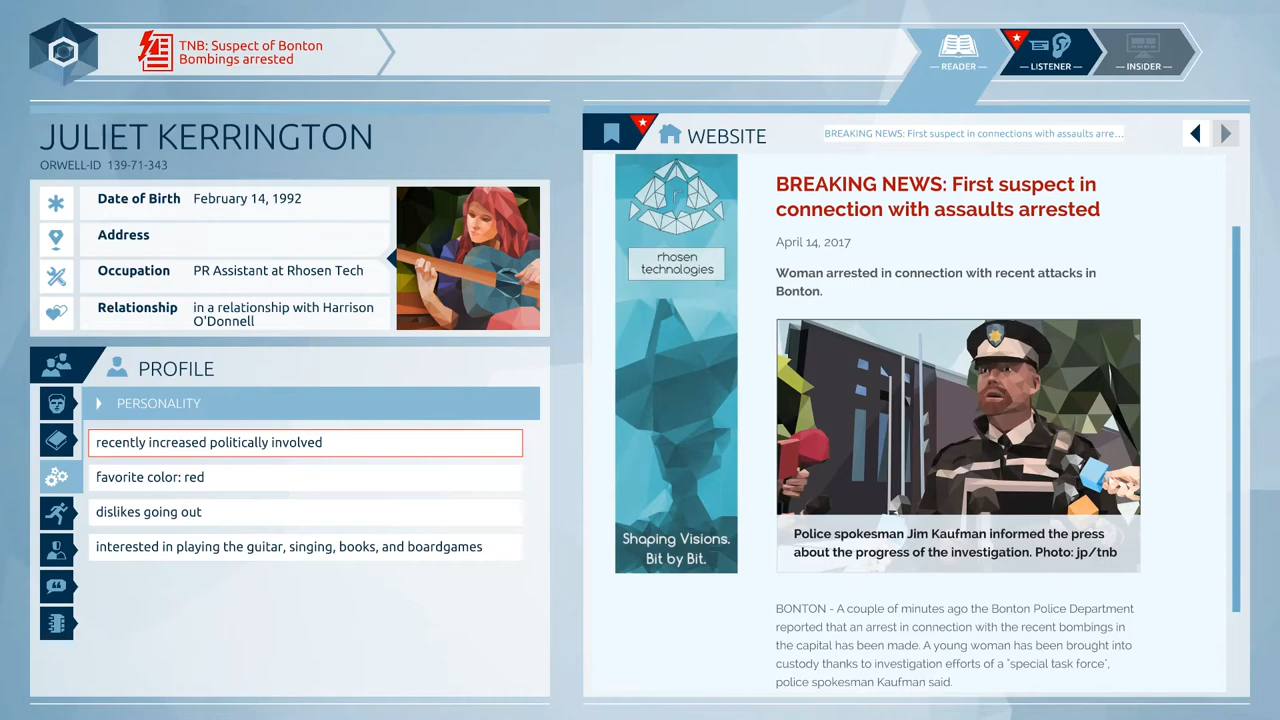 TNB: Suspect of Bonton
Bombings arrested
— READER —
— LISTENER —
— INSIDER —
JULIET KERRINGTON
ORWELL-ID 139-71-343
Date of Birth February 14, 1992
Address
Occupation PR Assistant at Rhosen Tech
Relationship in a relationship with Harrison
O'Donnell
PROFILE
PERSONALITY
recently increased politically involved
favorite color: red
dislikes going out
interested in playing the guitar, singing, books, and boardgames
WEBSITE
BREAKING NEWS: First suspect in connections with assaults arre...
rhosen
technologies
Shaping Visions.
Bit by Bit.
BREAKING NEWS: First suspect in
connection with assaults arrested
April 14, 2017
Woman arrested in connection with recent attacks in
Bonton.
Police spokesman Jim Kaufman informed the press
about the progress of the investigation. Photo: jp/tnb
BONTON - A couple of minutes ago the Bonton Police Department
reported that an arrest in connection with the recent bombings in
the capital has been made. A young woman has been brought into
custody thanks to investigation efforts of a "special task force",
police spokesman Kaufman said.